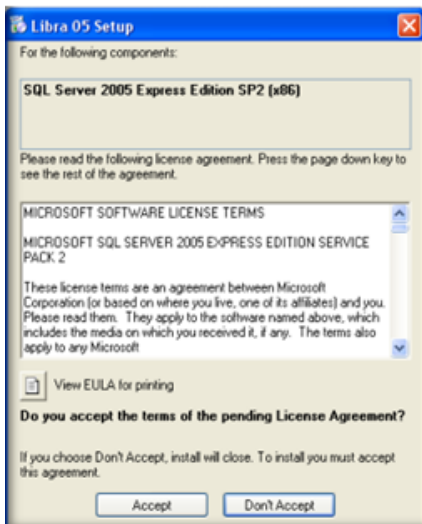 Libra 05 Setup
For the following components:
SQL Server 2005 Express Edition SP2 (x86)
Please read the following license agreement. Press the page down key to
see the rest of the agreement.
MICROSOFT SOFTWARE LICENSE TERMS
MICROSOFT SQL SERVER 2005 EXPRESS EDITION SERVICE
PACK 2
These license terms are an agreement between Microsoft
Corporation (or based on where you live, one of its affiliates) and you.
Please read them. They apply to the software named above, which
includes the media on which you received it, if any. The terms also
apply to any Microsoft
View EULA for printing
Do you accept the terms of the pending License Agreement?
If you choose Don't Accept, install will close. To install you must accept
this agreement.
Accept
Don't Accept